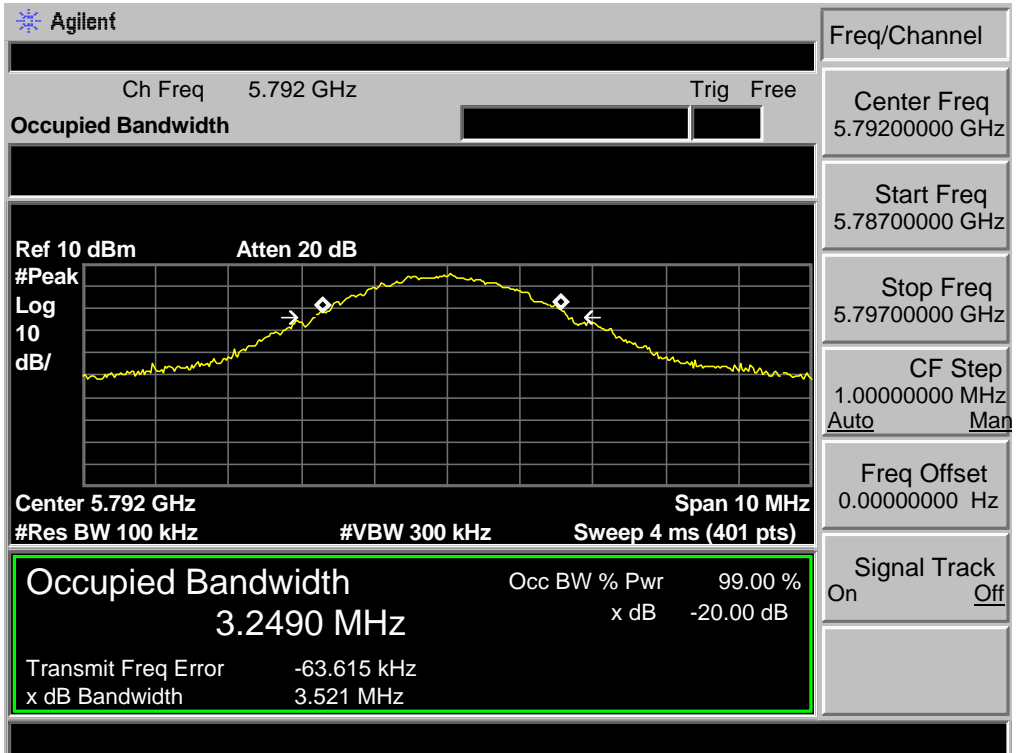 Agilent
Freq/Channel
Ch Freq 5.792 GHz Trig Free
Occupied Bandwidth
Center Freq
5.79200000 GHz
Start Freq
5.78700000 GHz
Stop Freq
5.79700000 GHz
CF Step
1.00000000 MHz
Auto Man
Freq Offset
0.00000000 Hz
Signal Track
On Off
Ref 10 dBm Atten 20 dB
#Peak
Log
10
dB/
Center 5.792 GHz Span 10 MHz
#Res BW 100 kHz #VBW 300 kHz Sweep 4 ms (401 pts)
Occupied Bandwidth
3.2490 MHz
Occ BW % Pwr 99.00 %
x dB -20.00 dB
Transmit Freq Error -63.615 kHz
x dB Bandwidth 3.521 MHz